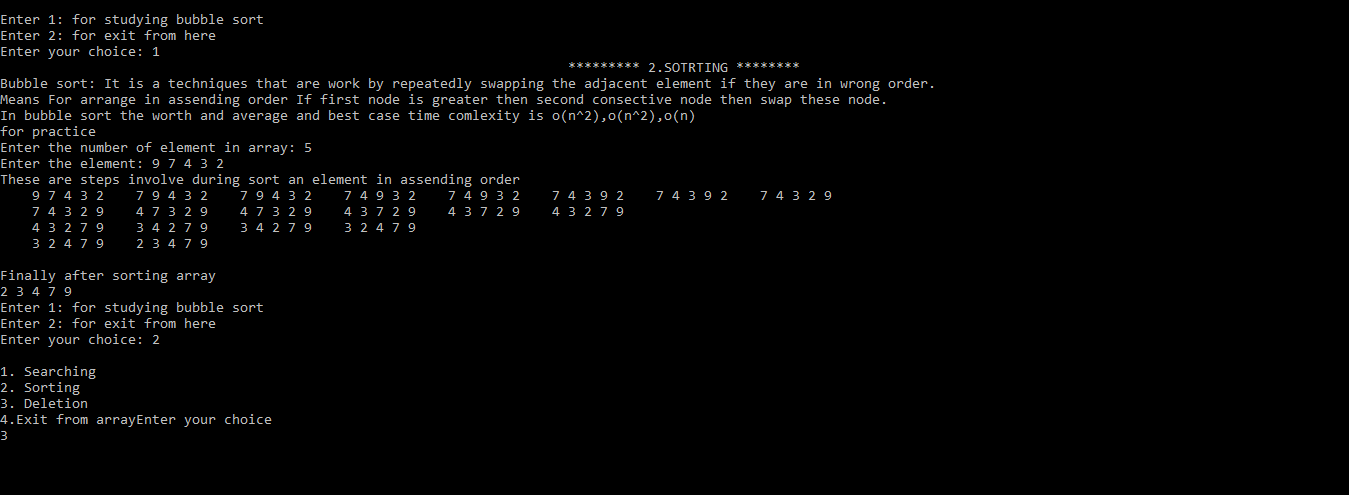 Enter 1: for studying bubble sort
Enter 2: for exit from here
Enter your choice: 1
********* 2.SOTRTING ********
Bubble sort: It is a techniques that are work by repeatedly swapping the adjacent element if they are in wrong order.
Means For arrange in assending order If first node is greater then second consective node then swap these node.
In bubble sort the worth and average and best case time comlexity is o(n^2),o(n^2),o(n)
for practice
Enter the number of element in array: 5
Enter the element: 9 7 4 3 2
These are steps involve during sort an element in assending order
9 7 4 3 2    7 9 4 3 2    7 9 4 3 2    7 4 9 3 2    7 4 9 3 2    7 4 3 9 2    7 4 3 9 2    7 4 3 2 9
7 4 3 2 9    4 7 3 2 9    4 7 3 2 9    4 3 7 2 9    4 3 7 2 9    4 3 2 7 9
4 3 2 7 9    3 4 2 7 9    3 4 2 7 9    3 2 4 7 9
3 2 4 7 9    2 3 4 7 9
Finally after sorting array
2 3 4 7 9
Enter 1: for studying bubble sort
Enter 2: for exit from here
Enter your choice: 2
1. Searching
2. Sorting
3. Deletion
4.Exit from arrayEnter your choice
3